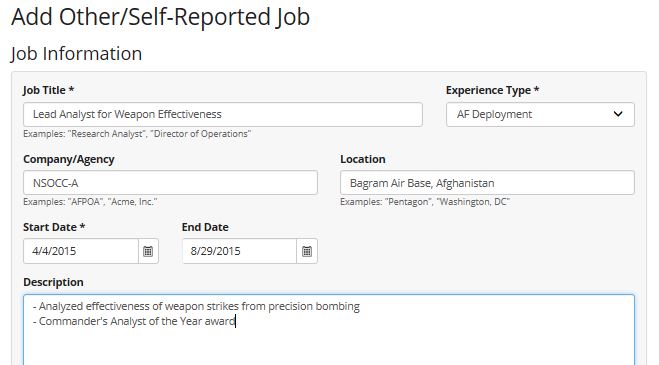 Add Other/Self-Reported Job
Job Information
Job Title * Experience Type *
Lead Analyst for Weapon Effectiveness AF Deployment
Examples: "Research Analyst", "Director of Operations"
Company/Agency Location
NSOCC-A Bagram Air Base, Afghanistan
Examples: "AFPOA", "Acme, Inc." Examples: "Pentagon", "Washington, DC"
Start Date * End Date
4/4/2015 8/29/2015
Description
- Analyzed effectiveness of weapon strikes from precision bombing
- Commander's Analyst of the Year award